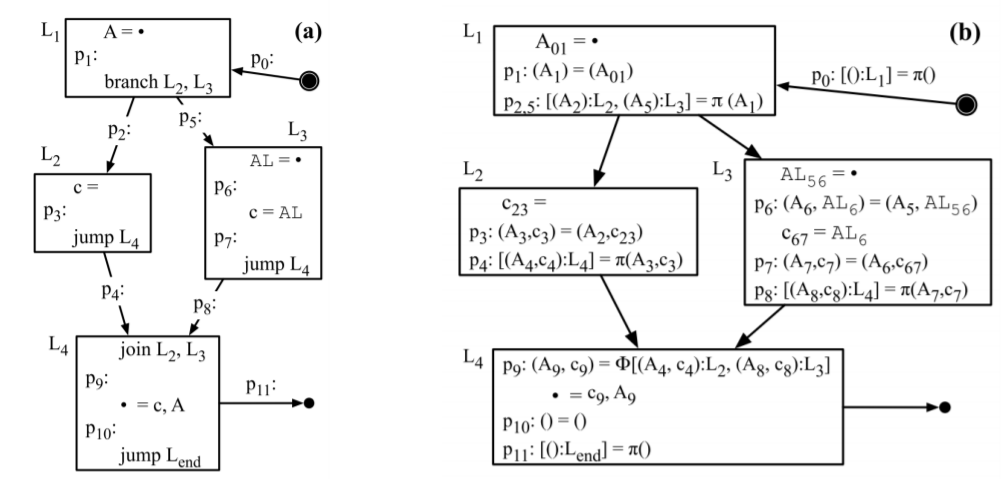 L1
A = •
p1:
branch L2, L3
(a)
p0:
p2:
p5:
L2
c =
p3:
jump L4
L3
AL = •
p6:
c = AL
p7:
jump L4
p4:
p8:
L4
join L2, L3
p9:
• = c, A
p10:
jump Lend
p11:
(b)
L1
A01 = •
p1: (A1) = (A01)
p2,5: [(A2):L2, (A5):L3] = π (A1)
p0: [():L1] = π()
L2
c23 =
p3: (A3,c3) = (A2,c23)
p4: [(A4,c4):L4] = π(A3,c3)
L3
AL56 = •
p6: (A6, AL6) = (A5, AL56)
c67 = AL6
p7: (A7,c7) = (A6,c67)
p8: [(A8,c8):L4] = π(A7,c7)
L4
p9: (A9, c9) = Φ[(A4, c4):L2, (A8, c8):L3]
• = c9, A9
p10: () = ()
p11: [():Lend] = π()